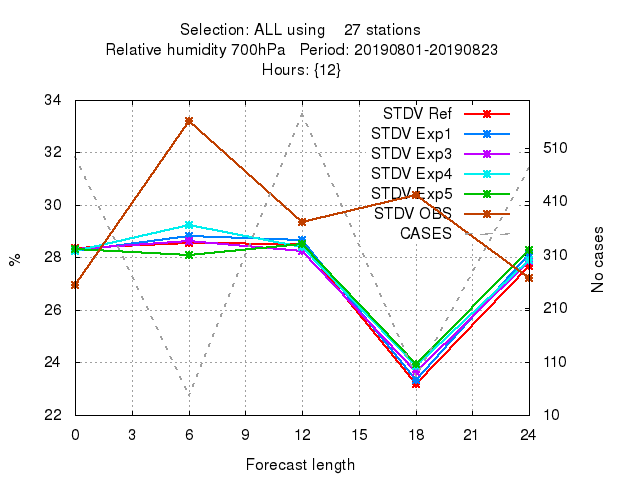 Selection: ALL using    27 stations
Relative humidity 700hPa   Period: 20190801-20190823
Hours: {12}
34
32
30
28
26
24
22
%
0
3
6
9
12
15
18
21
24
Forecast length
510
410
310
210
110
10
No cases
STDV Ref
STDV Exp1
STDV Exp3
STDV Exp4
STDV Exp5
STDV OBS
CASES